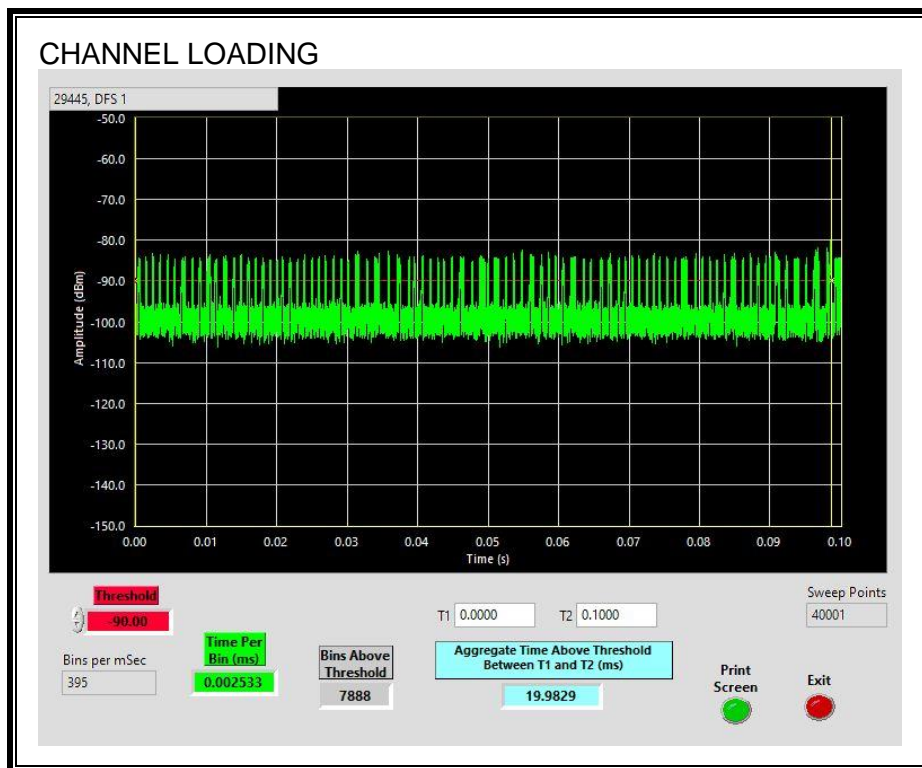 CHANNEL LOADING
29445, DFS 1
-50.0
-60.0
-70.0
-80.0
-90.0
-100.0
-110.0
-120.0
-130.0
-140.0
-150.0
Amplitude (dBm)
0.00 0.01 0.02 0.03 0.04 0.05 0.06 0.07 0.08 0.09 0.10
Time (s)
Threshold
-90.00
Bins per mSec
395
Time Per
Bin (ms)
0.002533
Bins Above
Threshold
7888
T1 0.0000 T2 0.1000
Aggregate Time Above Threshold
Between T1 and T2 (ms)
19.9829
Sweep Points
40001
Print
Screen
Exit